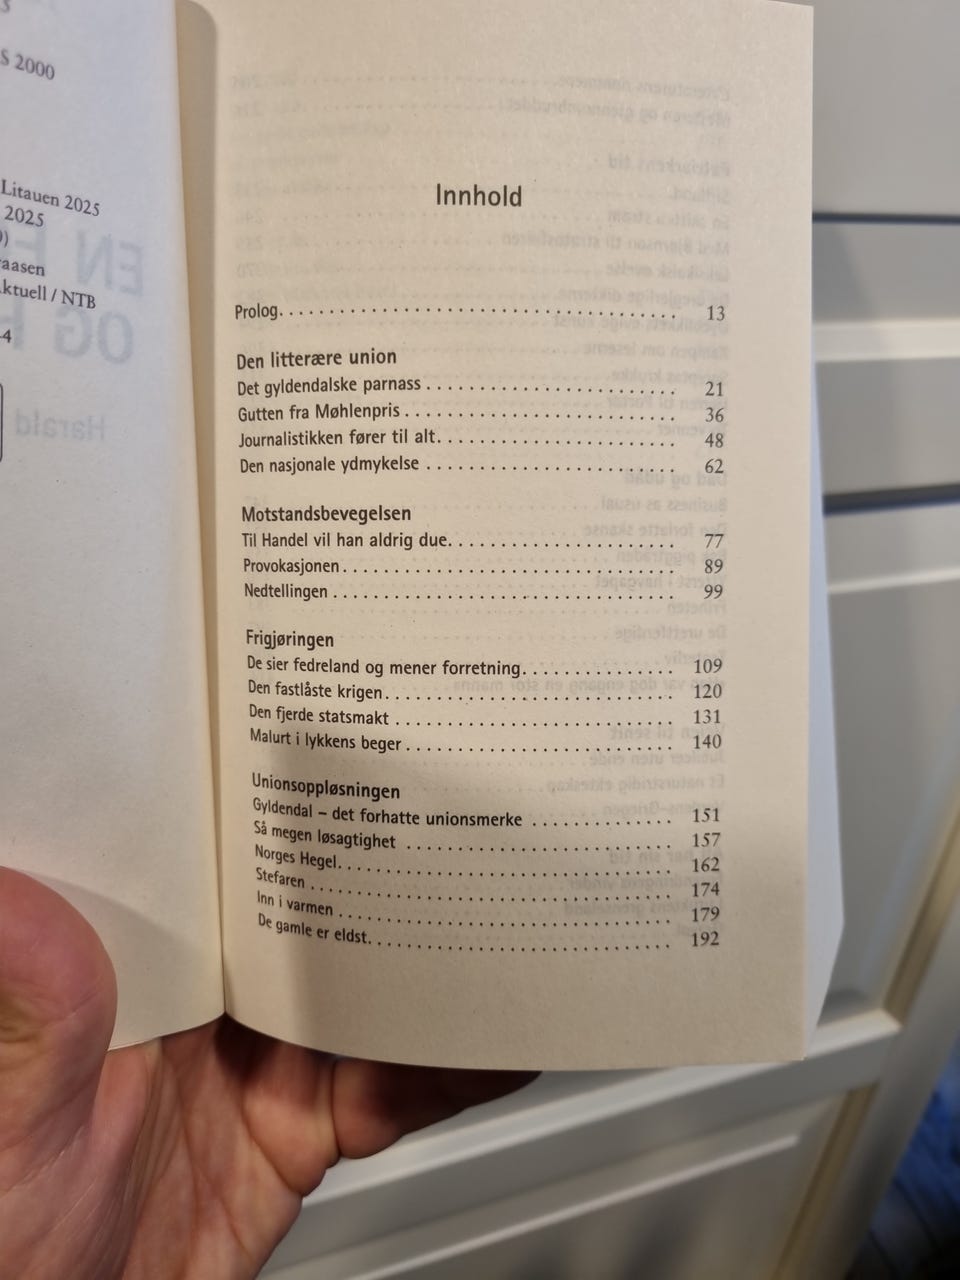 S 2000
Litauen 2025
2025
)
aasen
ktuell / NTB
4
Innhold
Prolog. 13
Den litterære union
Det gyldendalske parnass 21
Gutten fra Møhlenpris 36
Journalistikken fører til alt. 48
Den nasjonale ydmykelse 62
Motstandsbevegelsen
Til Handel vil han aldrig due. 77
Provokasjonen 89
Nedtellingen 99
Frigjøringen
De sier fedreland og mener forretning. 109
Den fastlåste krigen. 120
Den fjerde statsmakt 131
Malurt i lykkens beger 140
Unionsoppløsningen
Gyldendal – det forhatte unionsmerke 151
Så megen løsagtighet 157
Norges Hegel. 162
Stefaren 174
Inn i varmen 179
De gamle er eldst. 192